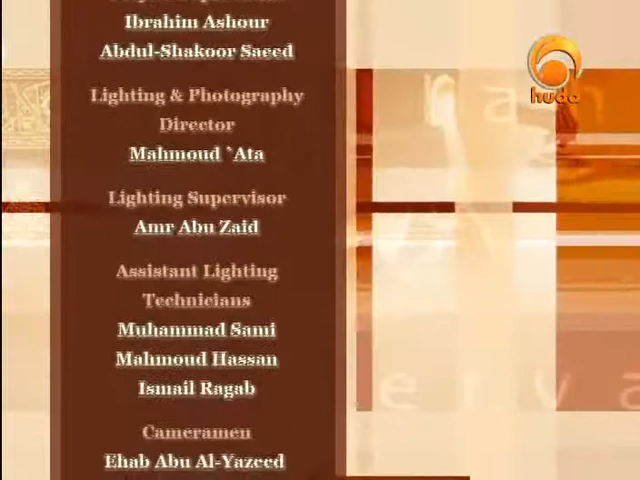 Ibrahim Ashour
Abdul-Shakoor Saeed
Lighting & Photography
Director
Mahmoud `Ata
Lighting Supervisor
Amr Abu Zaid
Assistant Lighting
Technicians
Muhammad Sami
Mahmoud Hassan
Ismail Ragab
Cameramen
Ehab Abu Al-Yazeed
huda